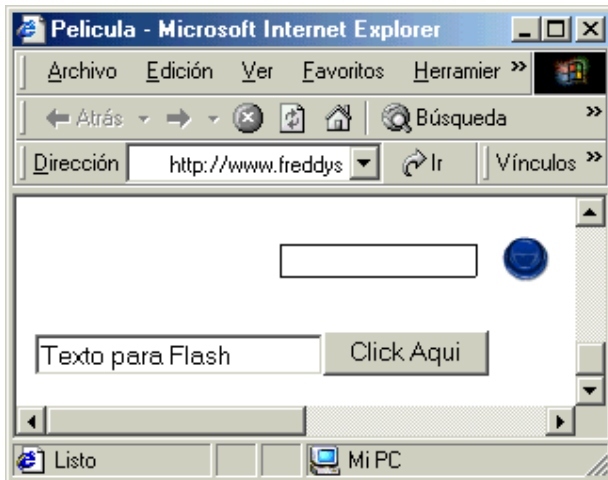 Pelicula - Microsoft Internet Explorer
Archivo Edición Ver Favoritos Herramier »
Atrás Búsqueda »
Dirección http://www.freddys Ir Vínculos »
Texto para Flash Click Aqui
Listo Mi PC